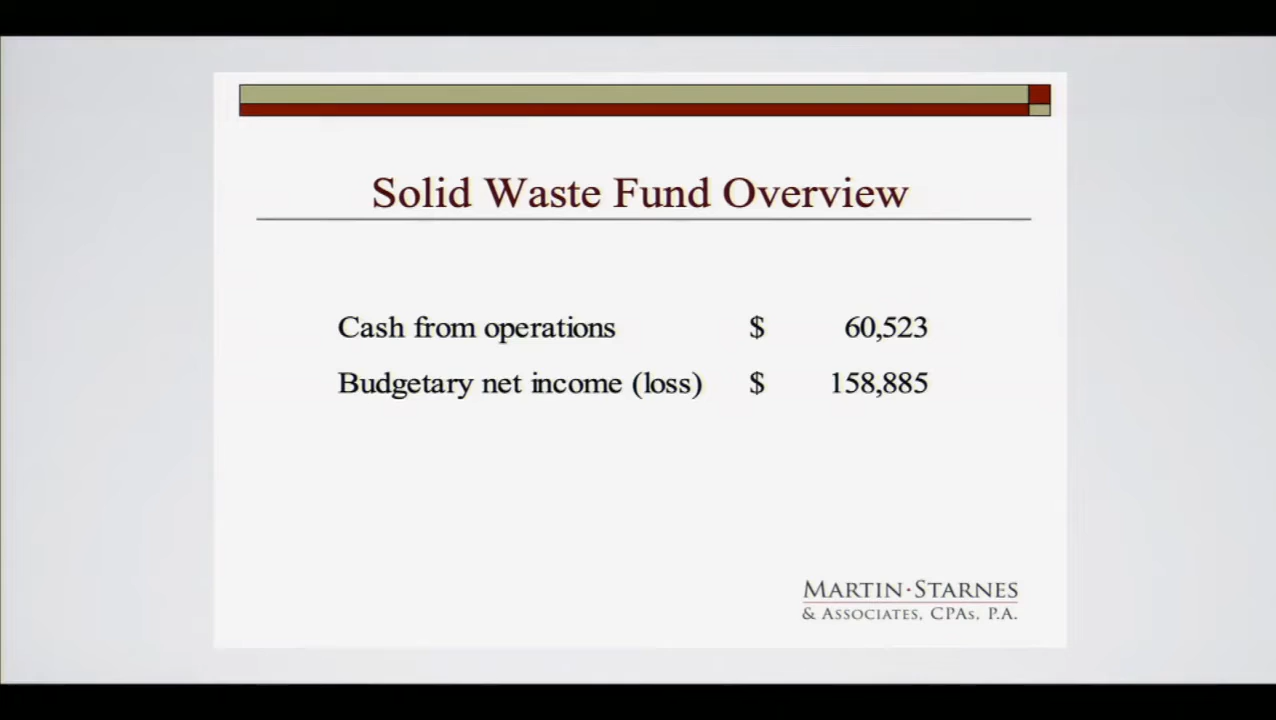 Solid Waste Fund Overview
Cash from operations $ 60,523
Budgetary net income (loss) $ 158,885
MARTIN·STARNES
& ASSOCIATES, CPAs, P.A.